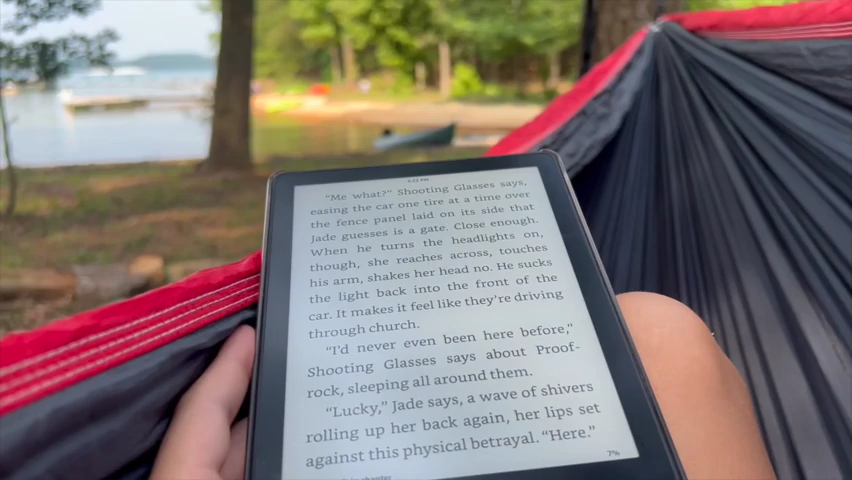 “Me what?” Shooting Glasses says,
easing the car one tire at a time over
the fence panel laid on its side that
Jade guesses is a gate. Close enough.
When he turns the headlights on,
though, she reaches across, touches
his arm, shakes her head no. He sucks
the light back into the front of the
car. It makes it feel like they’re driving
through church.
“I’d never even been here before,”
Shooting Glasses says about Proof-
rock, sleeping all around them.
“Lucky,” Jade says, a wave of shivers
rolling up her back again, her lips set
against this physical betrayal. “Here.”
7%